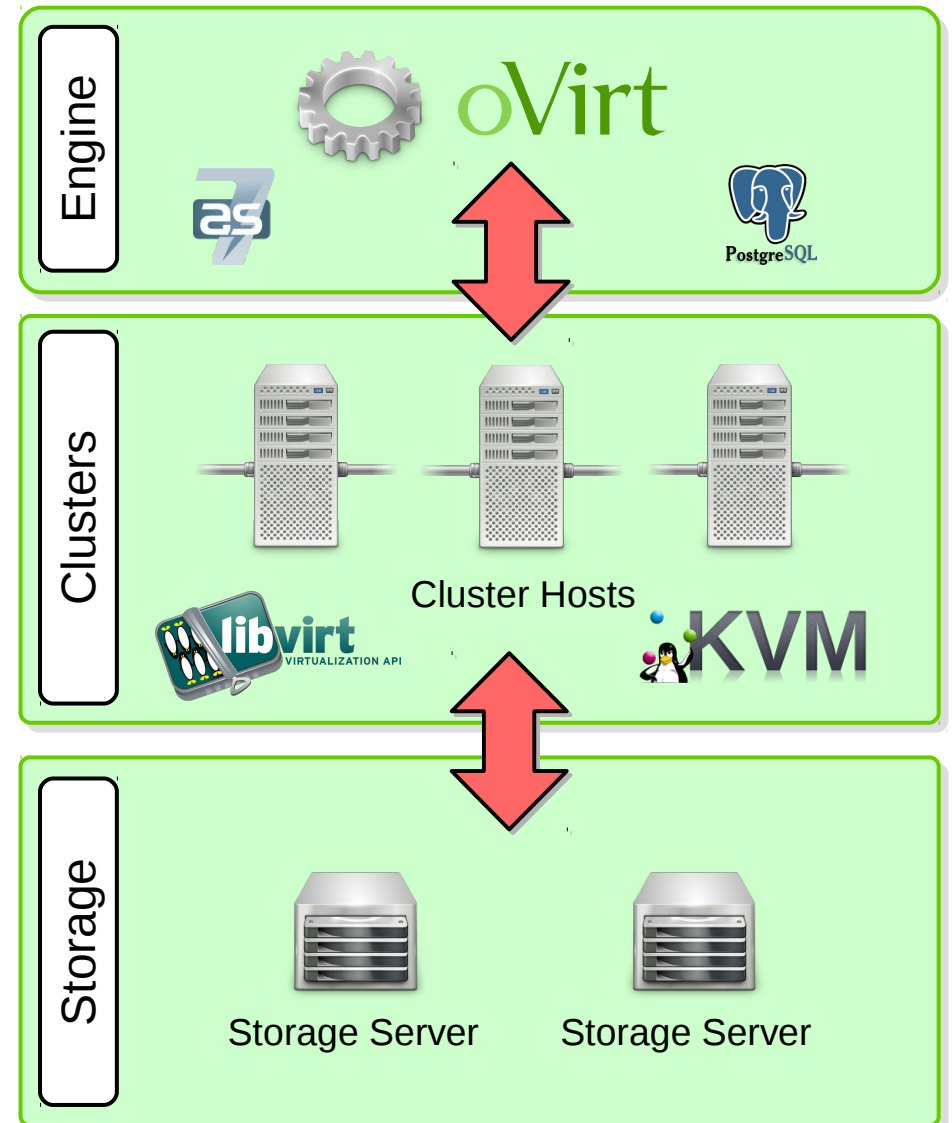 Engine
oVirt
as
7
PostgreSQL
Clusters
Cluster Hosts
libvirt
VIRTUALIZATION API
KVM
Storage
Storage Server
Storage Server